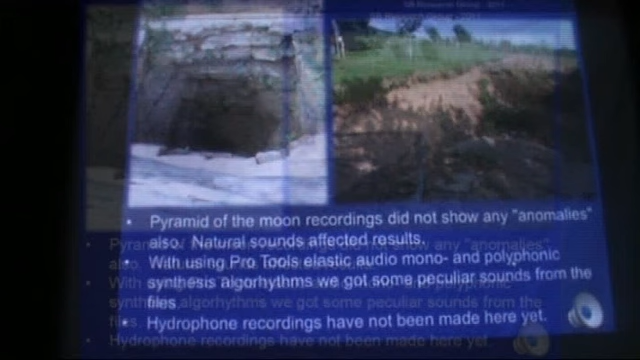 Pyramid of the moon recordings did not show any "anomalies"
also. Natural sounds affected results.
With using Pro Tools elastic audio mono- and polyphonic
synthesis algorhythms we got some peculiar sounds from the
files.
Hydrophone recordings have not been made here yet.